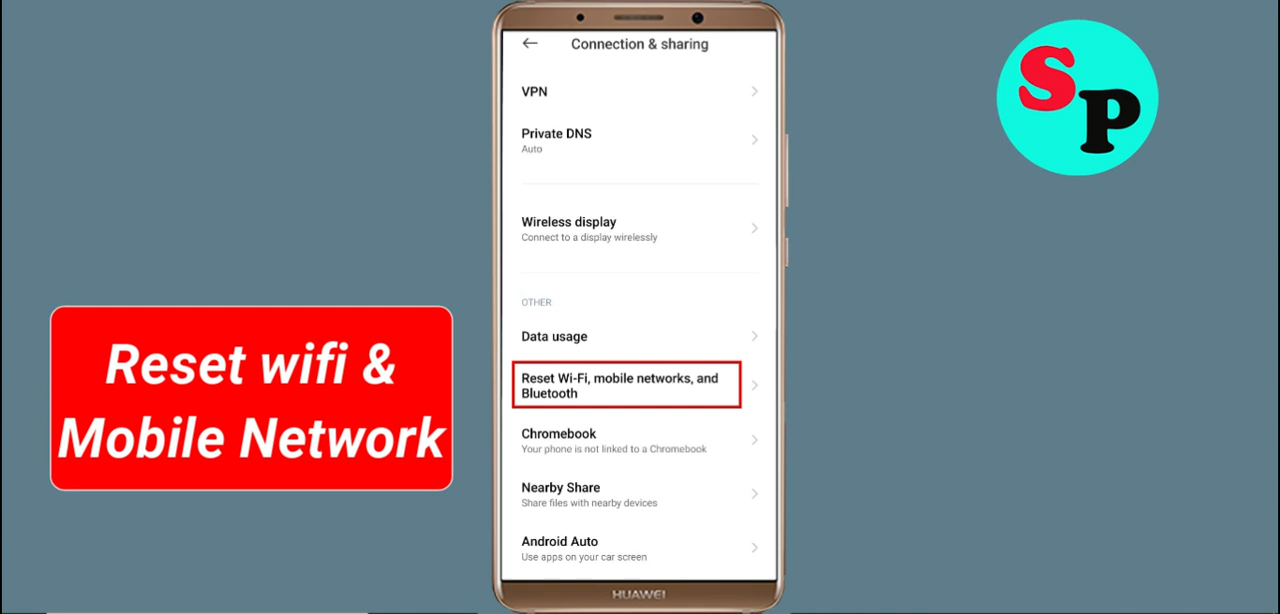 Connection & sharing
VPN
Private DNS
Auto
Wireless display
Connect to a display wirelessly
OTHER
Data usage
Reset Wi-Fi, mobile networks, and
Bluetooth
Chromebook
Your phone is not linked to a Chromebook
Nearby Share
Share files with nearby devices
Android Auto
Use apps on your car screen
HUAWEI
Reset wifi &
Mobile Network
SP